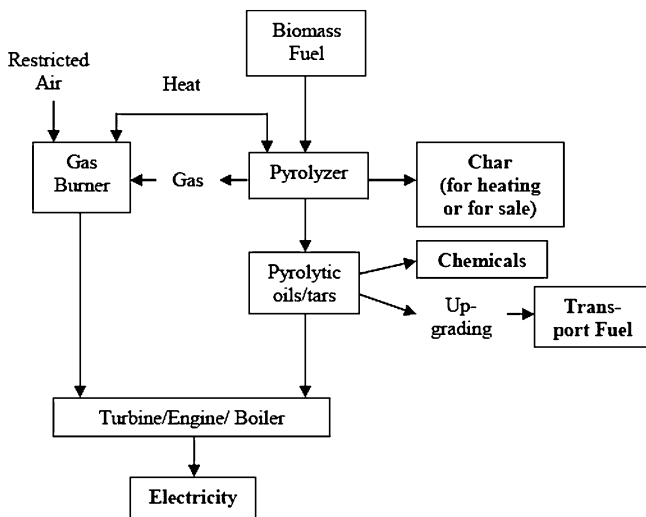 Biomass
Fuel
Restricted
Air
Heat
Gas
Burner
Gas
Pyrolyzer
Char
(for heating
or for sale)
Pyrolytic
oils/tars
Chemicals
Up-
grading
Trans-
port Fuel
Turbine/Engine/ Boiler
Electricity